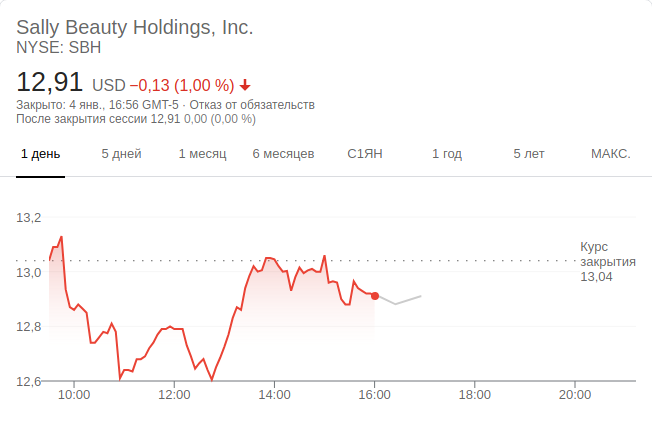 Sally Beauty Holdings, Inc.
NYSE: SBH
12,91 USD −0,13 (1,00 %)
Закрыто: 4 янв., 16:56 GMT-5 · Отказ от обязательств
После закрытия сессии 12,91 0,00 (0,00 %)
1 день 5 дней 1 месяц 6 месяцев С1ЯН 1 год 5 лет МАКС.
13,2
Курс
закрытия
13,04
13,0
12,8
12,6
10:00 12:00 14:00 16:00 18:00 20:00